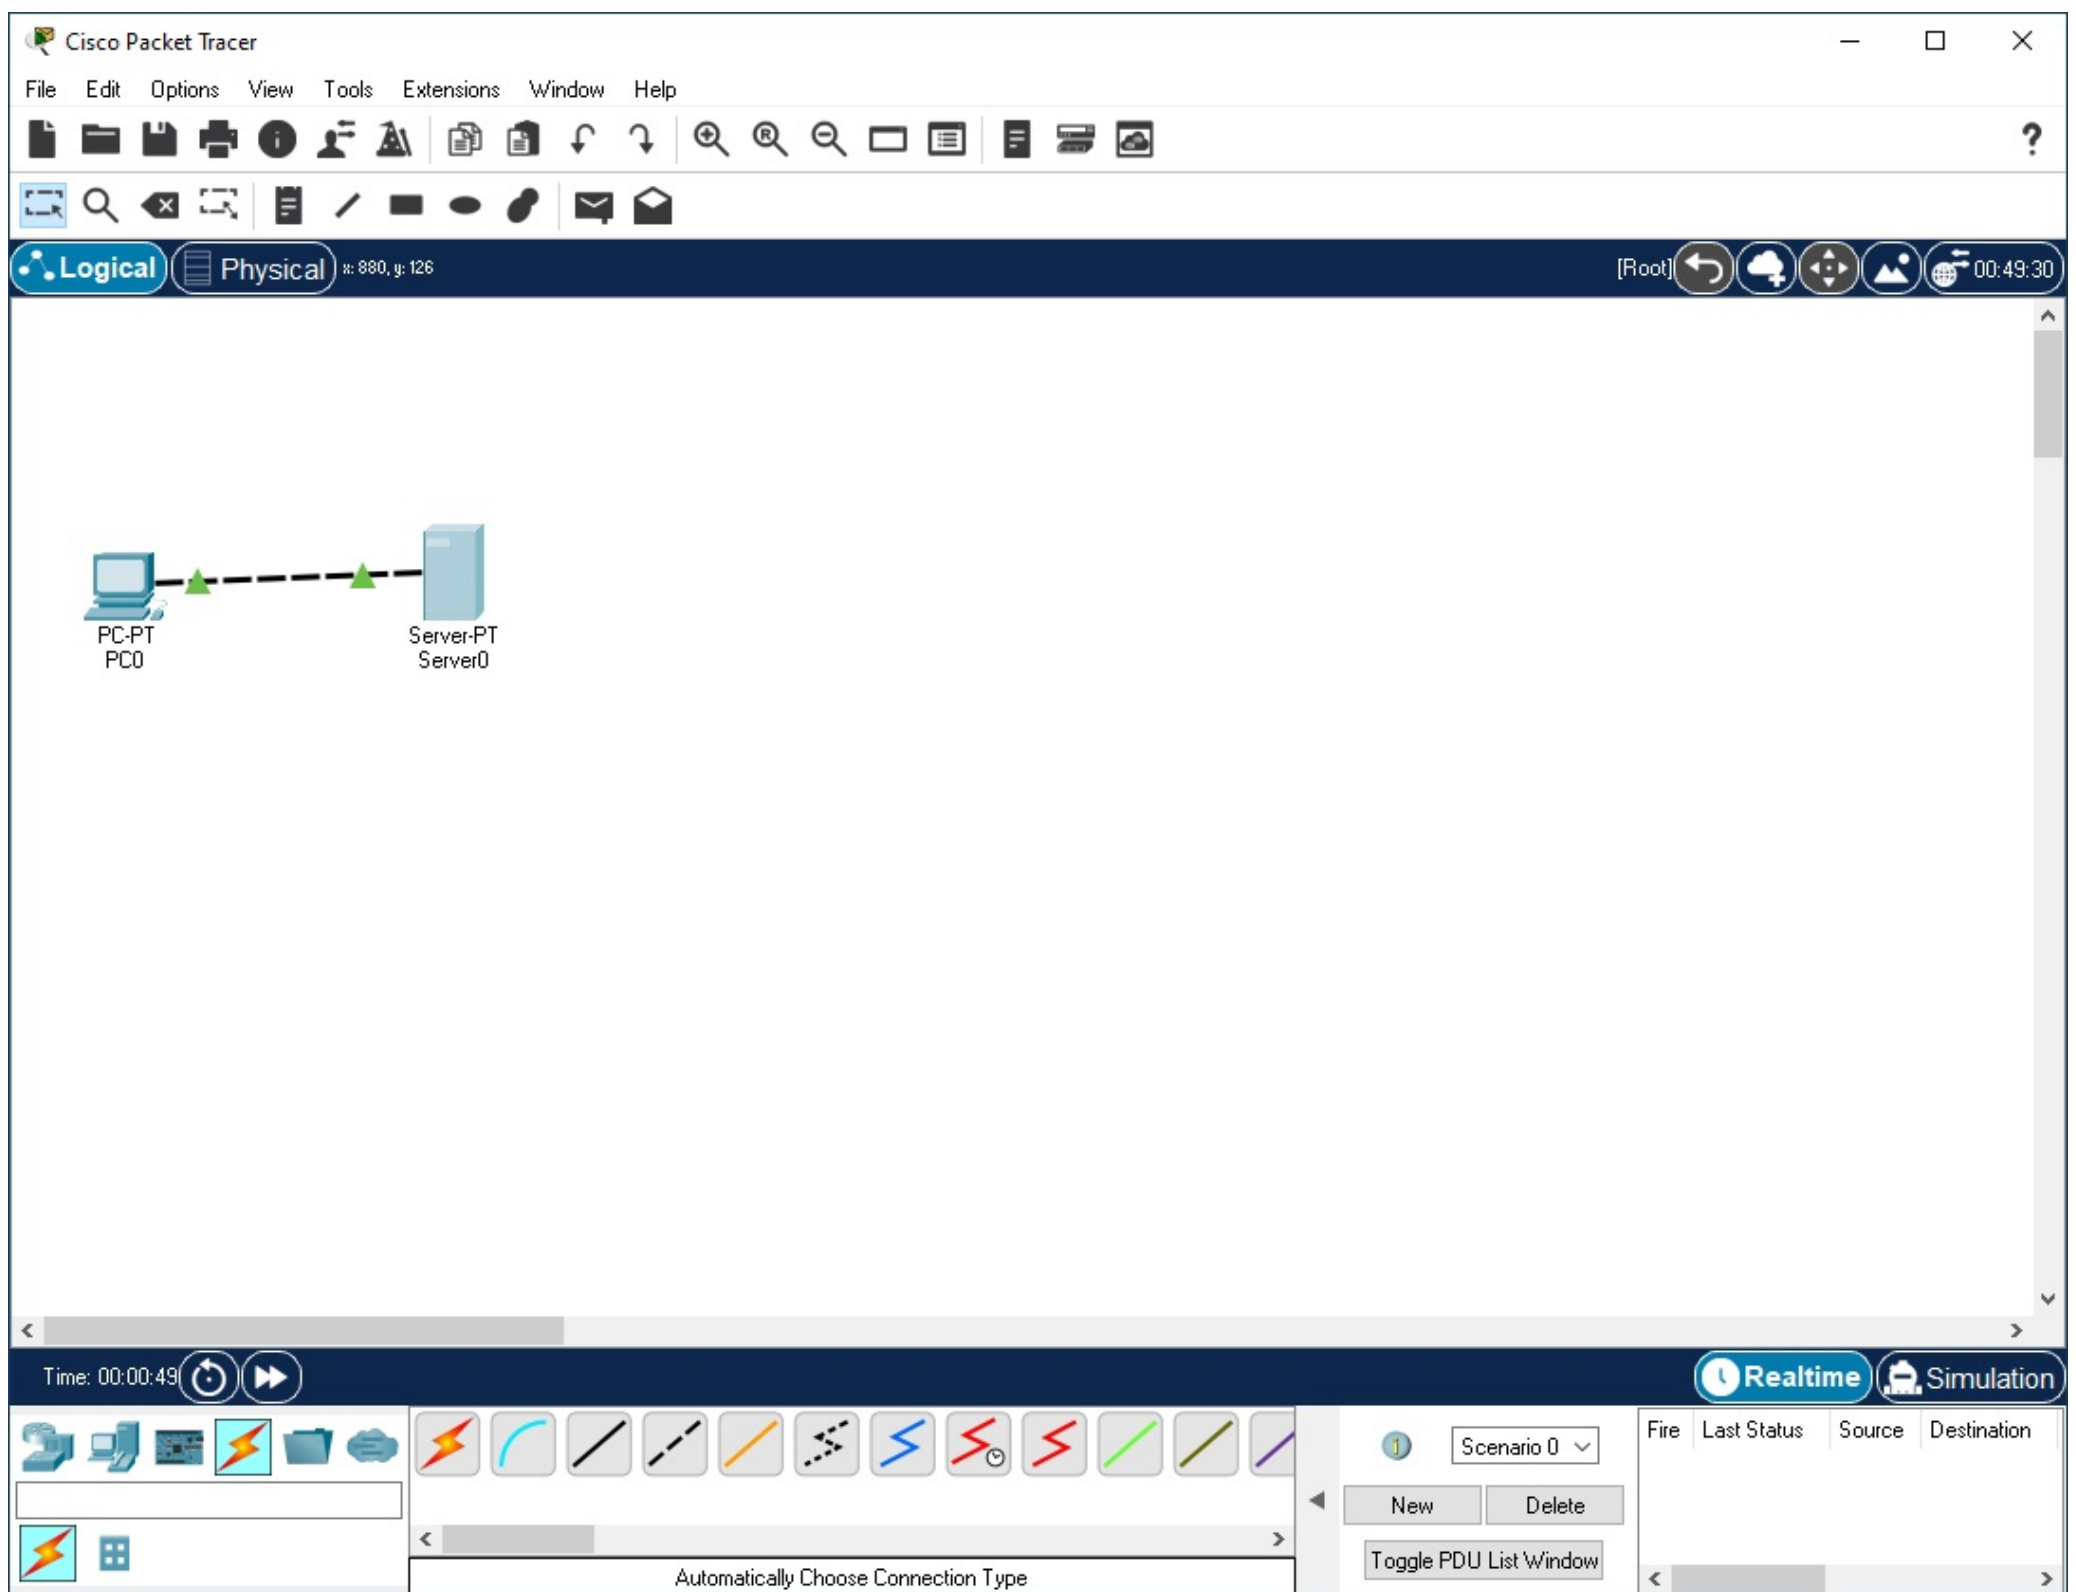 Cisco Packet Tracer
File Edit Options View Tools Extensions Window Help
Logical Physical x: 880, y: 126 [Root] 00:49:30
PC-PT
PC0
Server-PT
Server0
Time: 00:00:49 Realtime Simulation
Scenario 0
Fire Last Status Source Destination
New Delete
Toggle PDU List Window
Automatically Choose Connection Type